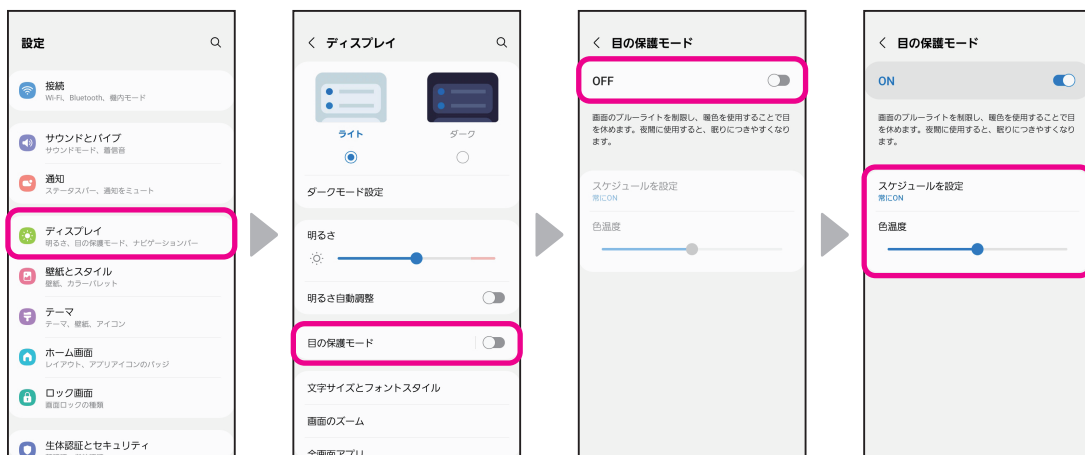 設定
接続
Wi-Fi、Bluetooth、機内モード
サウンドとバイブ
サウンドモード、着信音
通知
ステータスバー、通知をミュート
ディスプレイ
明るさ、目の保護モード、ナビゲーションバー
壁紙とスタイル
壁紙、カラーパレット
テーマ
テーマ、壁紙、アイコン
ホーム画面
レイアウト、アプリアイコンのバッジ
ロック画面
画面ロックの種類
生体認証とセキュリティ
ディスプレイ
ライト
ダーク
ダークモード設定
明るさ
明るさ自動調整
目の保護モード
文字サイズとフォントスタイル
画面のズーム
全画面アプリ
目の保護モード
OFF
画面のブルーライトを制限し、暖色を使用することで目
を休めます。夜間に使用すると、眠りにつきやすくなり
ます。
スケジュールを設定
常にON
色温度
目の保護モード
ON
画面のブルーライトを制限し、暖色を使用することで目
を休めます。夜間に使用すると、眠りにつきやすくなり
ます。
スケジュールを設定
常にON
色温度